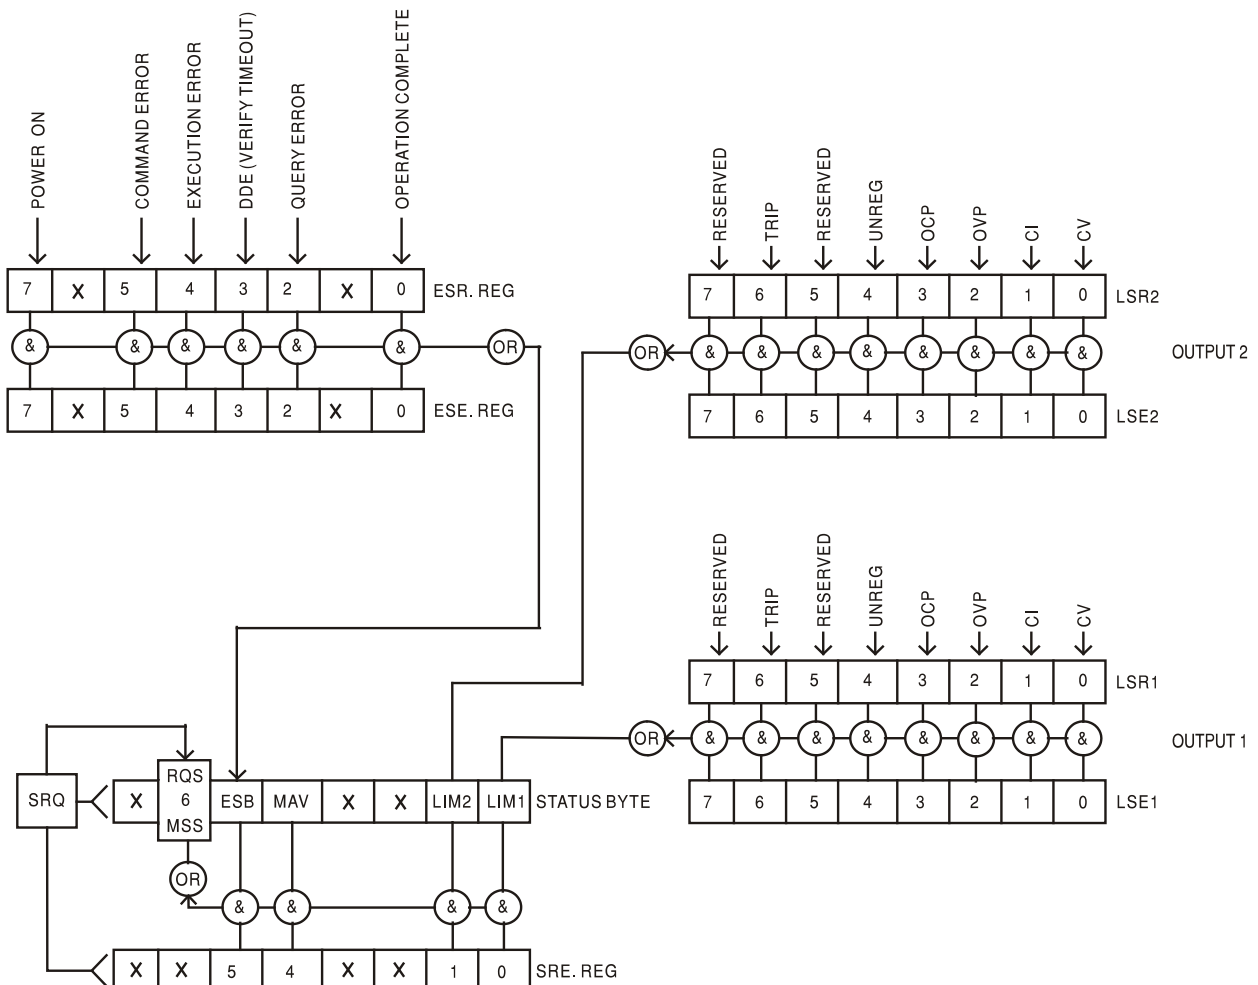 POWER ON
COMMAND ERROR
EXECUTION ERROR
DDE (VERIFY TIMEOUT)
QUERY ERROR
OPERATION COMPLETE
7 X 5 4 3 2 X 0 ESR. REG
& & & & & & OR
7 X 5 4 3 2 X 0 ESE. REG
RESERVED
TRIP
RESERVED
UNREG
OCP
OVP
CI
CV
7 6 5 4 3 2 1 0 LSR2
OR & & & & & & & & OUTPUT 2
7 6 5 4 3 2 1 0 LSE2
RESERVED
TRIP
RESERVED
UNREG
OCP
OVP
CI
CV
7 6 5 4 3 2 1 0 LSR1
OR & & & & & & & & OUTPUT 1
7 6 5 4 3 2 1 0 LSE1
SRQ X RQS 6 MSS ESB MAV X X LIM2 LIM1 STATUS BYTE
OR
& & & &
X X 5 4 X X 1 0 SRE. REG